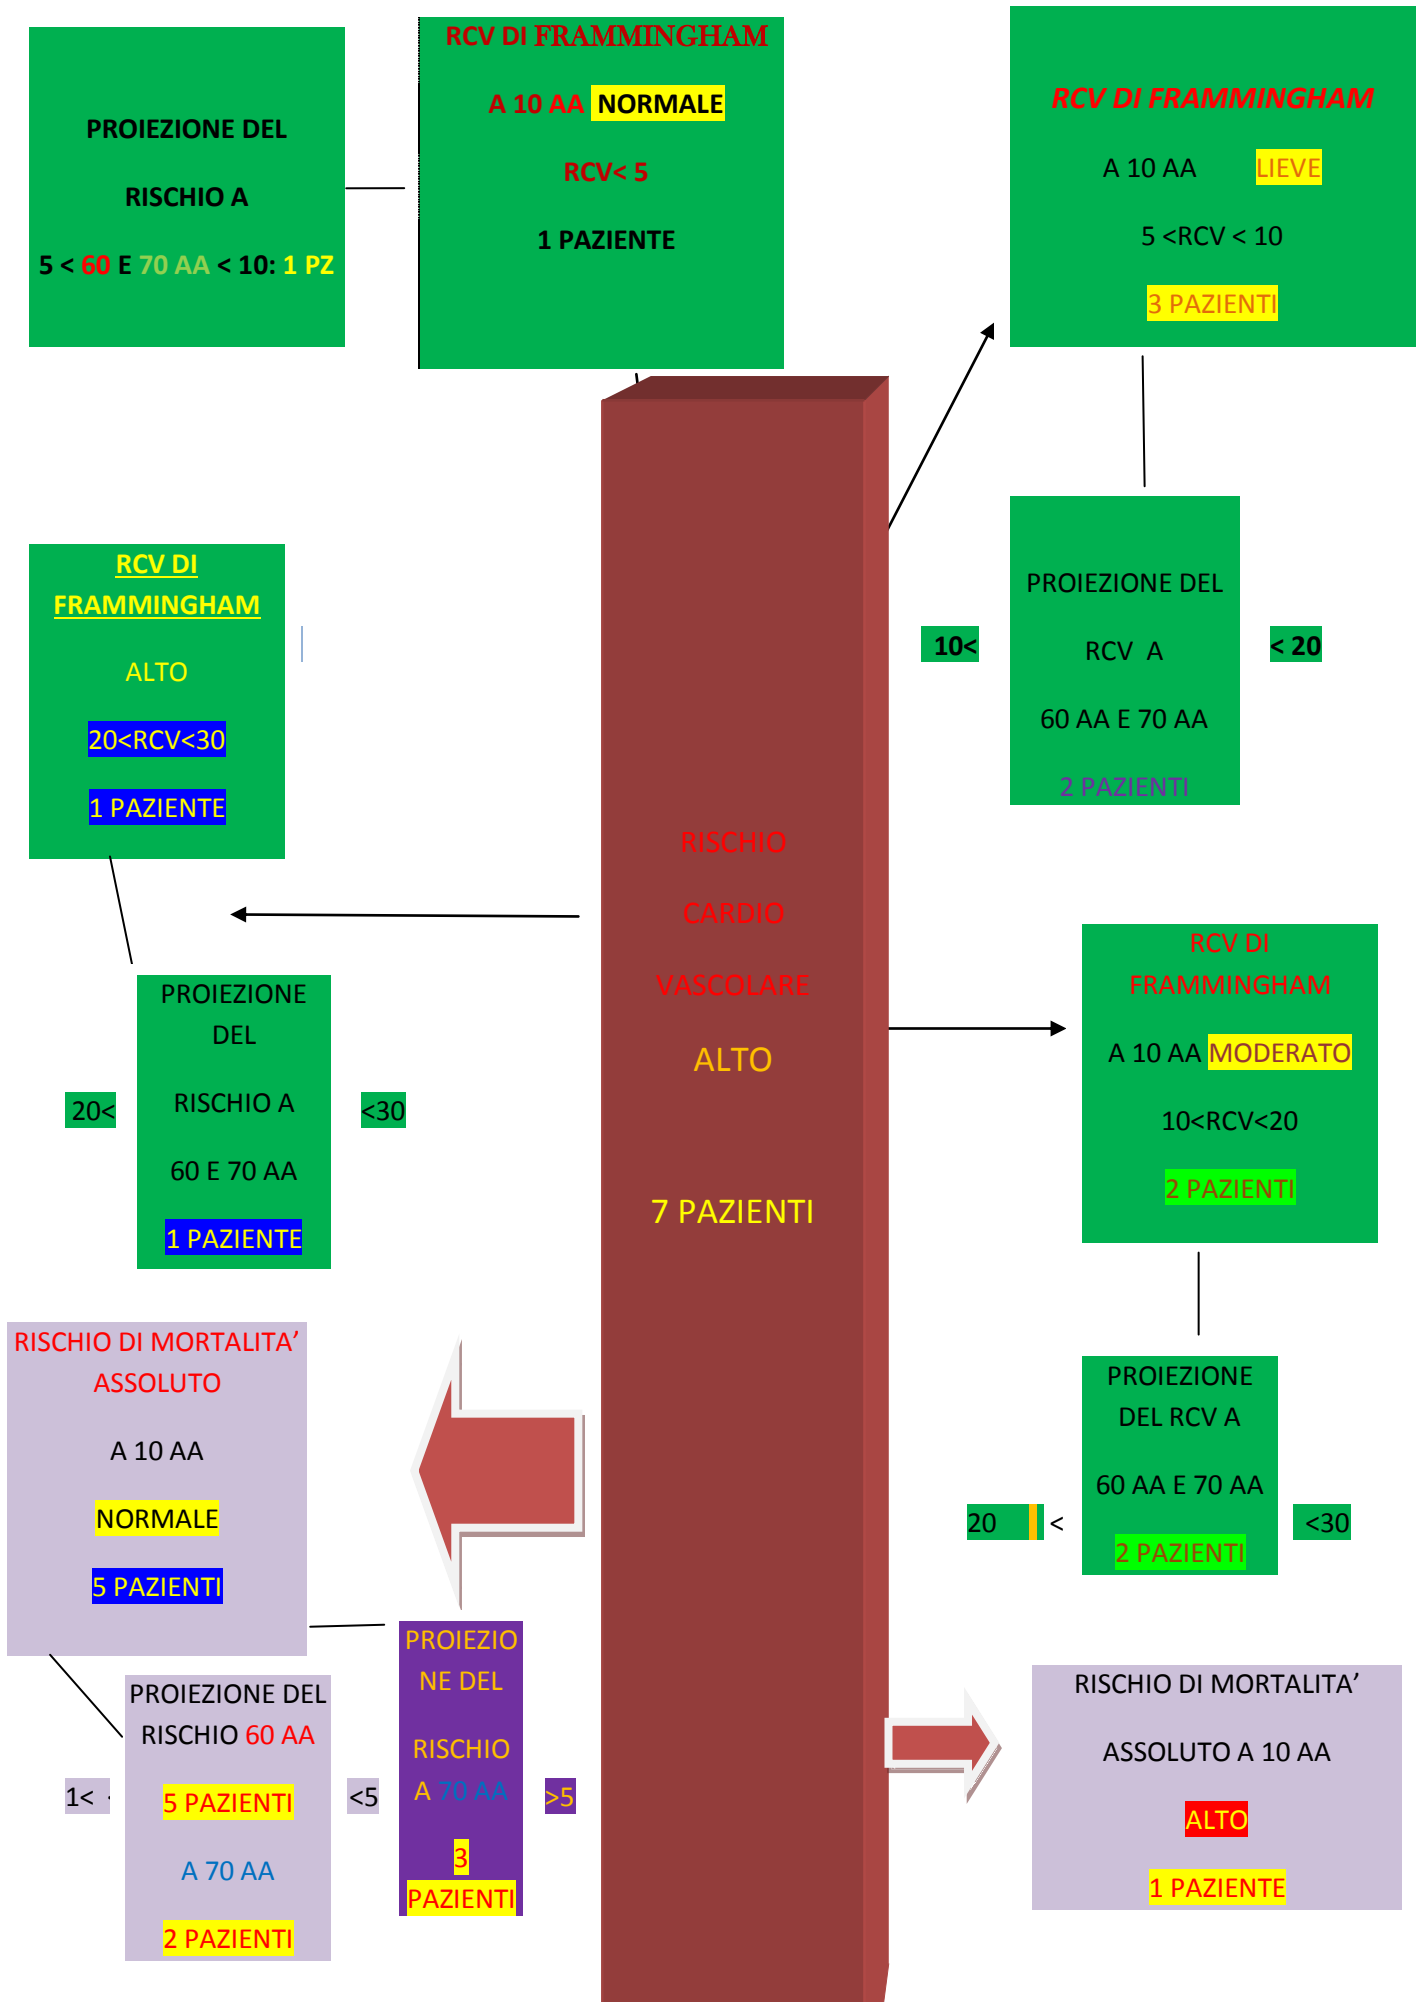 PROIEZIONE DEL
RISCHIO A
5 < 60 E 70 AA < 10: 1 PZ
RCV DI FRAMMINGHAM
A 10 AA NORMALE
RCV< 5
1 PAZIENTE
RCV DI FRAMMINGHAM
A 10 AA LIEVE
5 <RCV < 10
3 PAZIENTI
10<
PROIEZIONE DEL
RCV A
60 AA E 70 AA
2 PAZIENTI
< 20
RCV DI
FRAMMINGHAM
ALTO
20<RCV<30
1 PAZIENTE
20<
PROIEZIONE
DEL
RISCHIO A
60 E 70 AA
1 PAZIENTE
<30
RISCHIO
CARDIO
VASCOLARE
ALTO
7 PAZIENTI
RCV DI
FRAMMINGHAM
A 10 AA MODERATO
10<RCV<20
2 PAZIENTI
20 <
PROIEZIONE
DEL RCV A
60 AA E 70 AA
2 PAZIENTI
<30
RISCHIO DI MORTALITA’
ASSOLUTO
A 10 AA
NORMALE
5 PAZIENTI
1<
PROIEZIONE DEL
RISCHIO 60 AA
5 PAZIENTI
A 70 AA
2 PAZIENTI
<5
PROIEZIO
NE DEL
RISCHIO
A 70 AA
3
PAZIENTI
>5
RISCHIO DI MORTALITA’
ASSOLUTO A 10 AA
ALTO
1 PAZIENTE